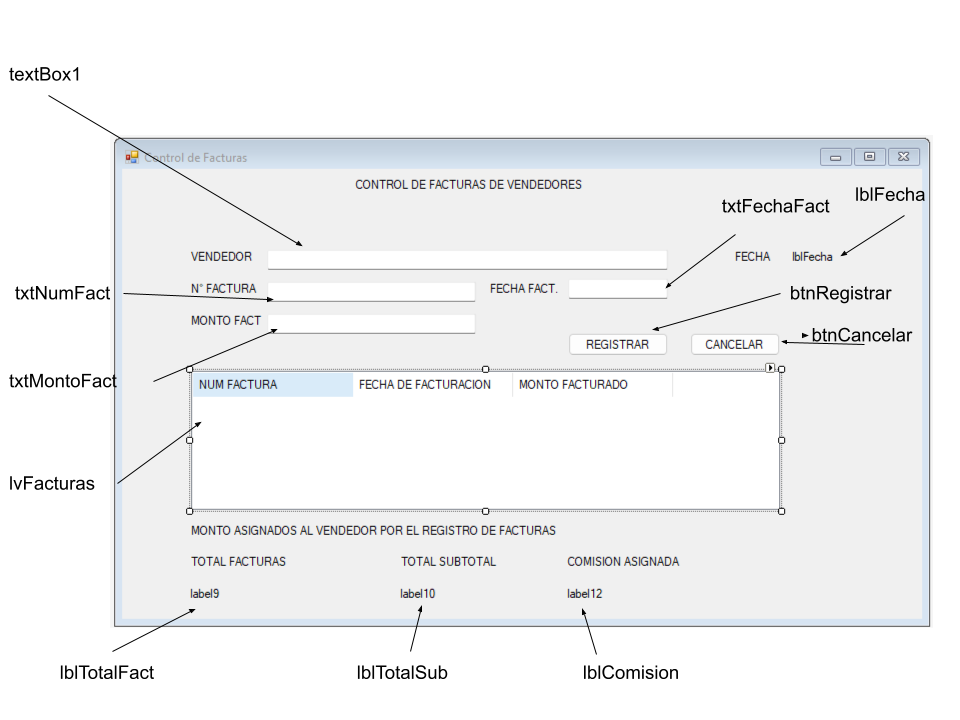 textBox1
Control de Facturas
CONTROL DE FACTURAS DE VENDEDORES
lblFecha
txtFechaFact
VENDEDOR
FECHA
lblFecha
txtNumFact
N° FACTURA
FECHA FACT.
btnRegistrar
MONTO FACT
btnCancelar
REGISTRAR
CANCELAR
txtMontoFact
NUM FACTURA
FECHA DE FACTURACION
MONTO FACTURADO
lvFacturas
MONTO ASIGNADOS AL VENDEDOR POR EL REGISTRO DE FACTURAS
TOTAL FACTURAS
TOTAL SUBTOTAL
COMISION ASIGNADA
label9
label10
label12
lblTotalFact
lblTotalSub
lblComision